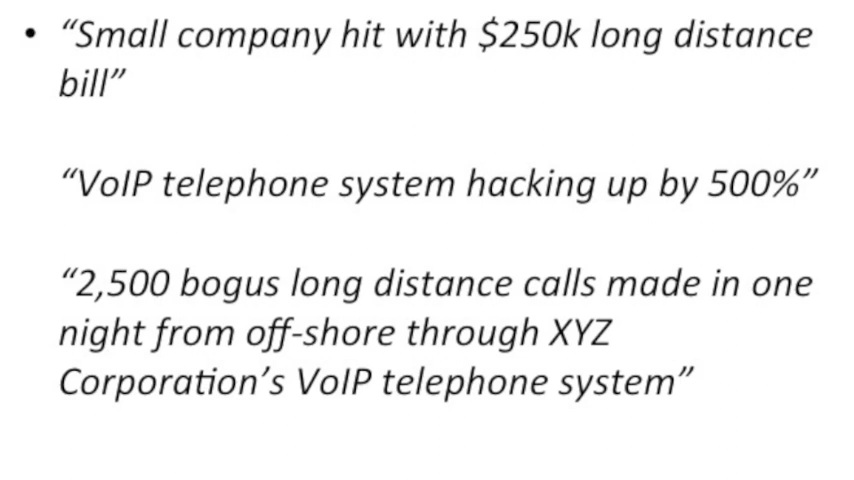 • “Small company hit with $250k long distance
bill”
“VoIP telephone system hacking up by 500%”
“2,500 bogus long distance calls made in one
night from off-shore through XYZ
Corporation’s VoIP telephone system”